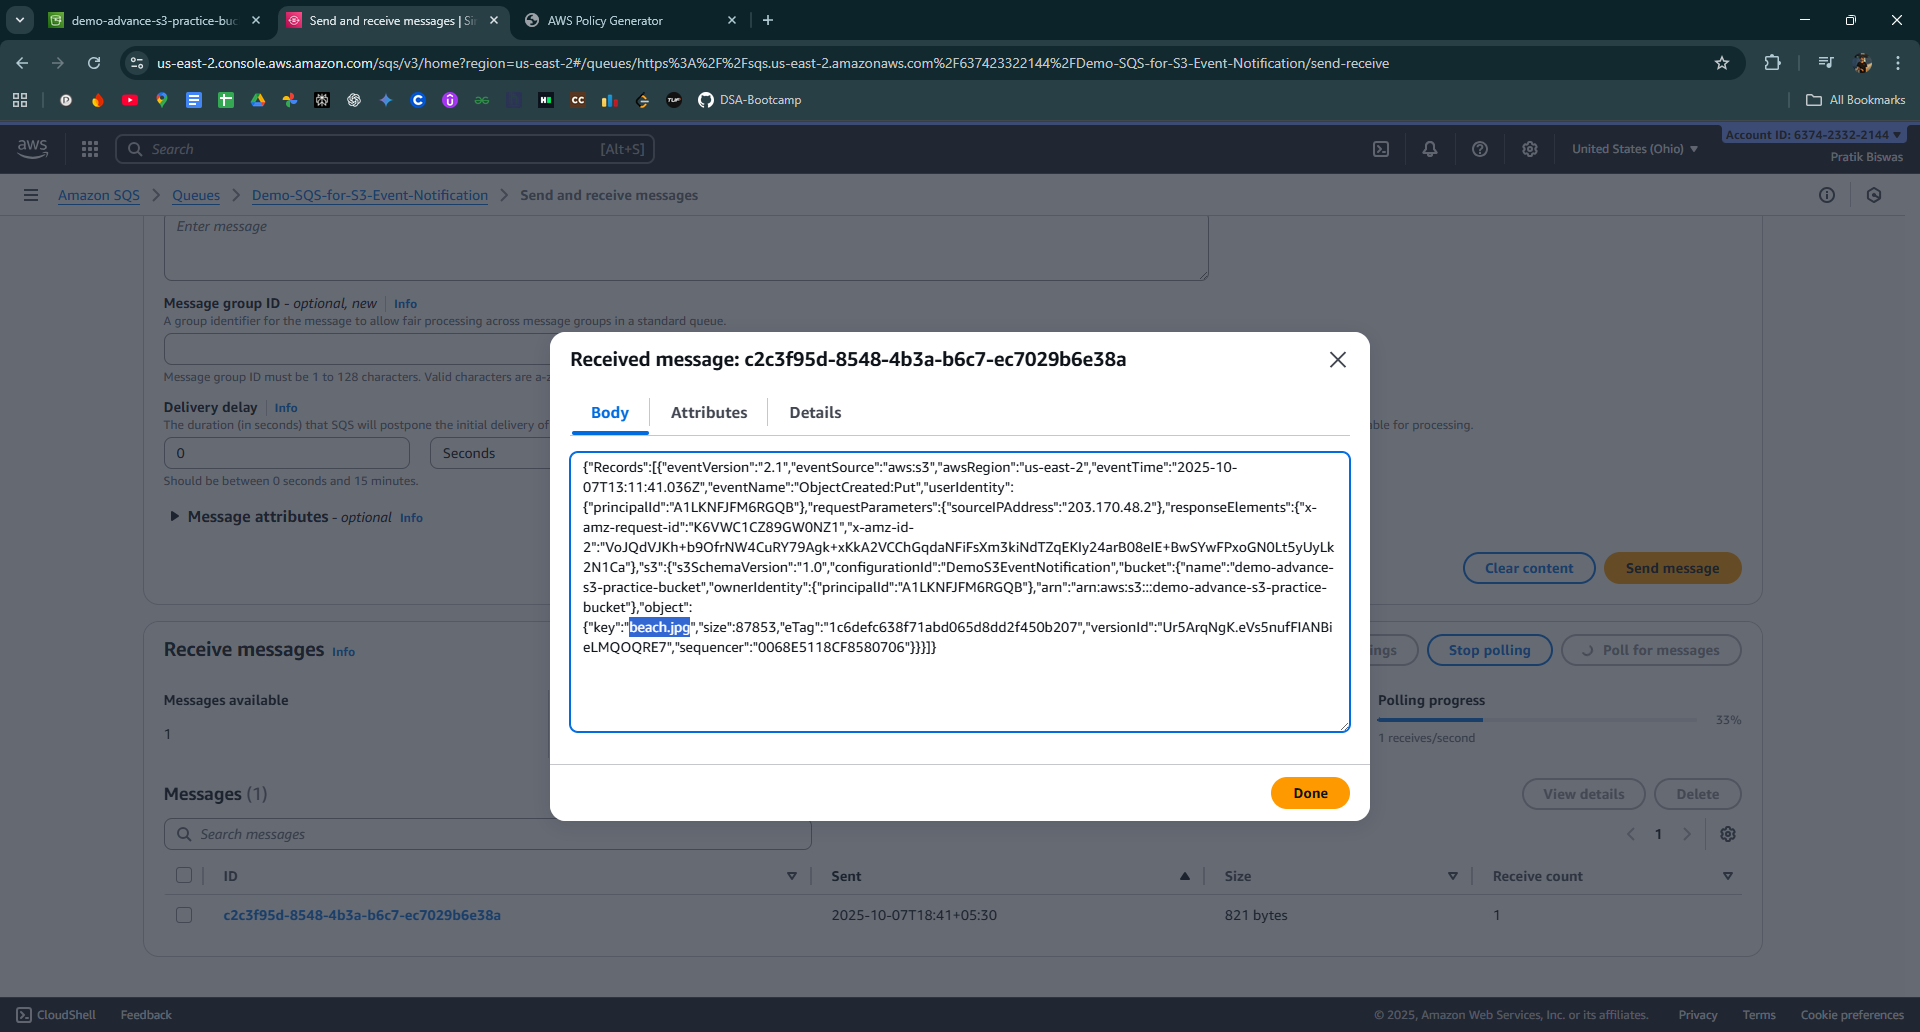 demo-advance-s3-practice-buc
Send and receive messages | Si
AWS Policy Generator
us-east-2.console.aws.amazon.com/sqs/v3/home?region=us-east-2#/queues/https%3A%2F%2Fsqs.us-east-2.amazonaws.com%2F637423322144%2FDemo-SQS-for-S3-Event-Notification/send-receive
DSA-Bootcamp
All Bookmarks
aws
Search
[Alt+S]
United States (Ohio)
Account ID: 6374-2332-2144
Pratik Biswas
Amazon SQS
Queues
Demo-SQS-for-S3-Event-Notification
Send and receive messages
Enter message
Message group ID - optional, new
Info
A group identifier for the message to allow fair processing across message groups in a standard queue.
Message group ID must be 1 to 128 characters. Valid characters are a-z
Delivery delay
Info
The duration (in seconds) that SQS will postpone the initial delivery of
ble for processing.
0
Seconds
Should be between 0 seconds and 15 minutes.
Message attributes - optional Info
Clear content
Send message
Received message: c2c3f95d-8548-4b3a-b6c7-ec7029b6e38a
Body
Attributes
Details
{"Records":[{"eventVersion":"2.1","eventSource":"aws:s3","awsRegion":"us-east-2","eventTime":"2025-10-
07T13:11:41.036Z","eventName":"ObjectCreated:Put","userIdentity":
{"principalId":"A1LKNFJFM6RGQB"},"requestParameters":{"sourceIPAddress":"203.170.48.2"},"responseElements":{"x-
amz-request-id":"K6VWC1CZ89GW0NZ1","x-amz-id-
2":"VoJQdVJKh+b9OfrNW4CuRY79Agk+xKkA2VCChGqdaNFiFsXm3kiNdTZqEKIy24arB08eIE+BwSYwFPxoGN0Lt5yUyLk
2N1Ca"},"s3":{"s3SchemaVersion":"1.0","configurationId":"DemoS3EventNotification","bucket":{"name":"demo-advance-
s3-practice-bucket","ownerIdentity":{"principalId":"A1LKNFJFM6RGQB"},"arn":"arn:aws:s3:::demo-advance-s3-practice-
bucket"},"object":
{"key":"beach.jpg","size":87853,"eTag":"1c6defc638f71abd065d8dd2f450b207","versionId":"Ur5ArqNgK.eVs5nufFIANBi
eLMQOQRE7","sequencer":"0068E5118CF8580706"}}}]}
Done
Receive messages Info
ings
Stop polling
Poll for messages
Messages available
1
Polling progress
33%
1 receives/second
Messages (1)
View details
Delete
Search messages
1
ID
Sent
Size
Receive count
c2c3f95d-8548-4b3a-b6c7-ec7029b6e38a
2025-10-07T18:41+05:30
821 bytes
1
CloudShell
Feedback
© 2025, Amazon Web Services, Inc. or its affiliates.
Privacy
Terms
Cookie preferences